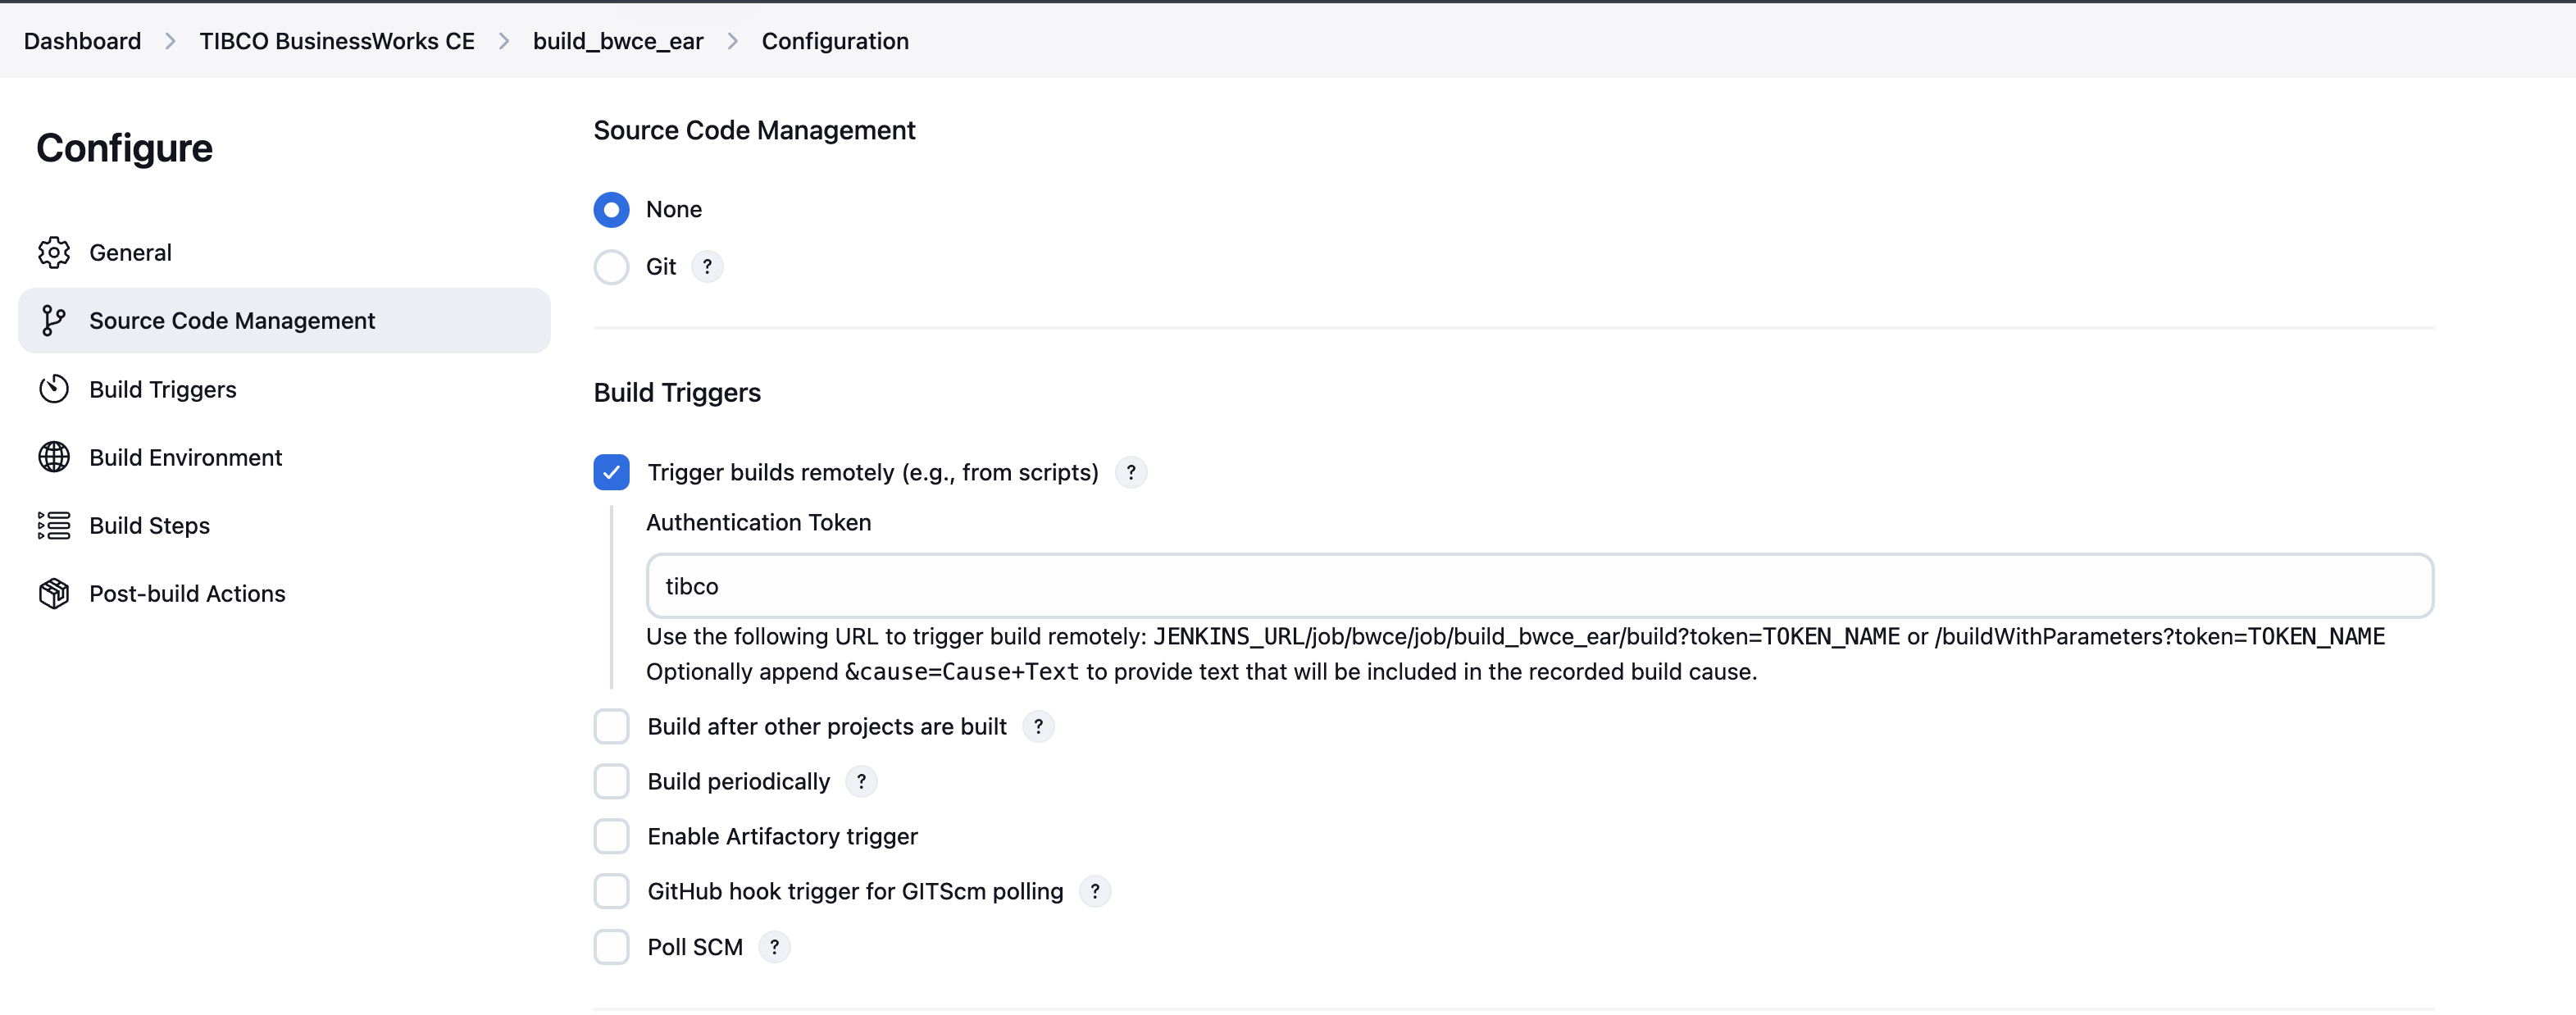 Dashboard > TIBCO BusinessWorks CE > build_bwce_ear > Configuration
Configure
General
Source Code Management
Build Triggers
Build Environment
Build Steps
Post-build Actions
Source Code Management
None
Git ?
Build Triggers
Trigger builds remotely (e.g., from scripts) ?
Authentication Token
tibco
Use the following URL to trigger build remotely: JENKINS_URL/job/bwce/job/build_bwce_ear/build?token=TOKEN_NAME or /buildWithParameters?token=TOKEN_NAME
Optionally append &cause=Cause+Text to provide text that will be included in the recorded build cause.
Build after other projects are built ?
Build periodically ?
Enable Artifactory trigger
GitHub hook trigger for GITScm polling ?
Poll SCM ?